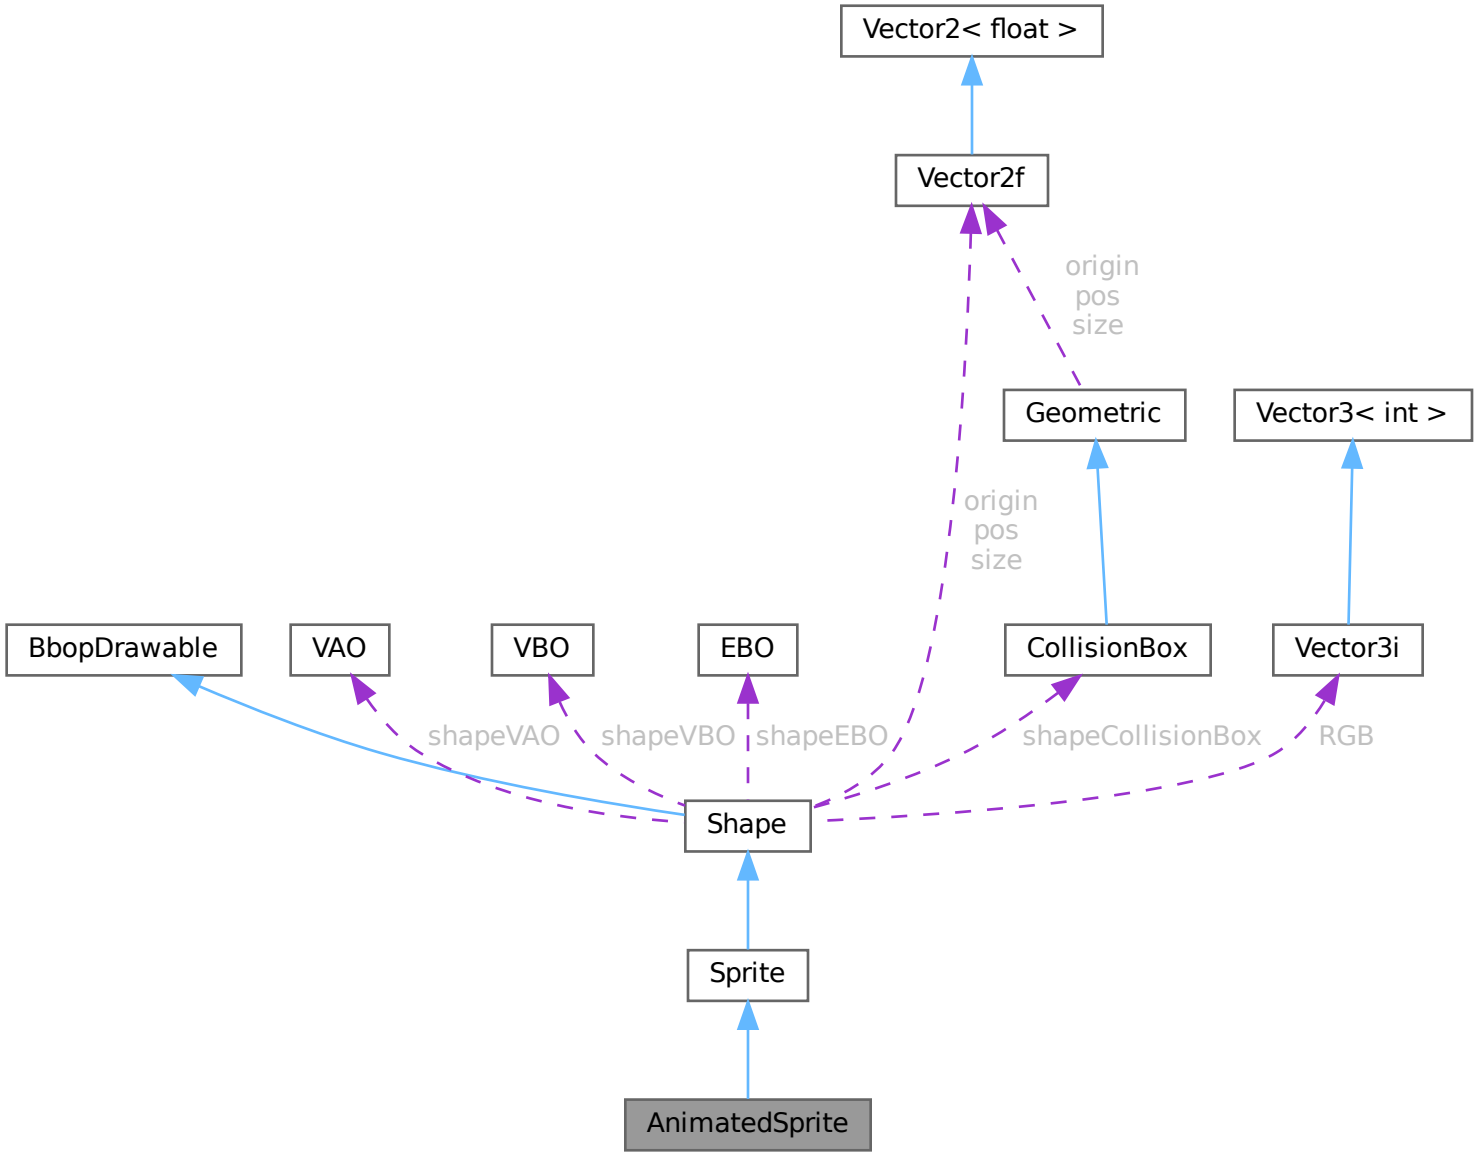 Vector2< float >
Vector2f
origin
pos
size
Geometric
Vector3< int >
origin
pos
size
BbopDrawable
VAO
VBO
EBO
CollisionBox
Vector3i
shapeVAO
shapeVBO
shapeEBO
shapeCollisionBox
RGB
Shape
Sprite
AnimatedSprite